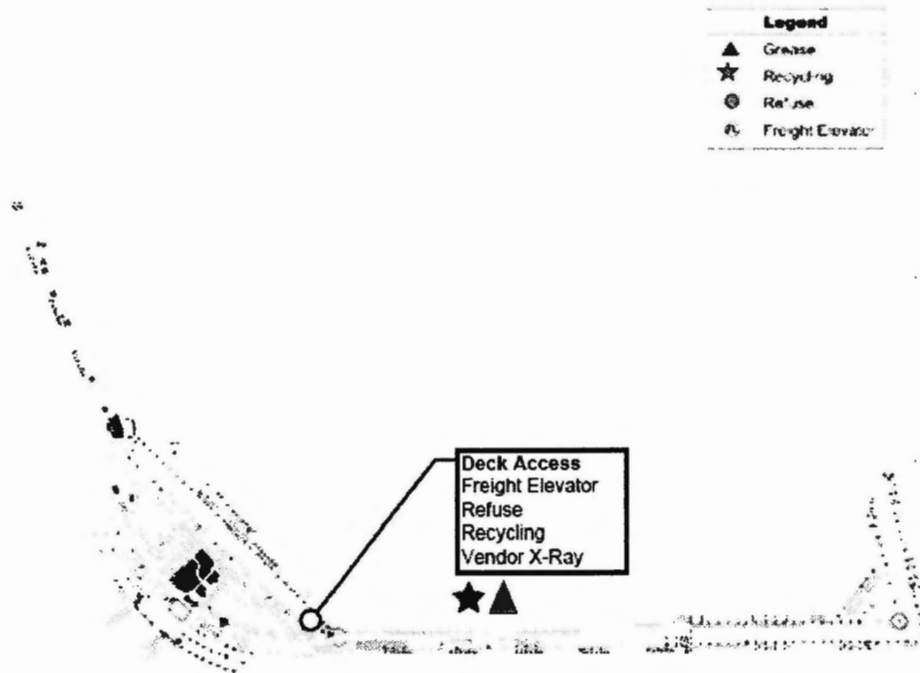 Legend
Grease
Recycling
Refuse
Freight Elevator
Deck Access
Freight Elevator
Refuse
Recycling
Vendor X-Ray